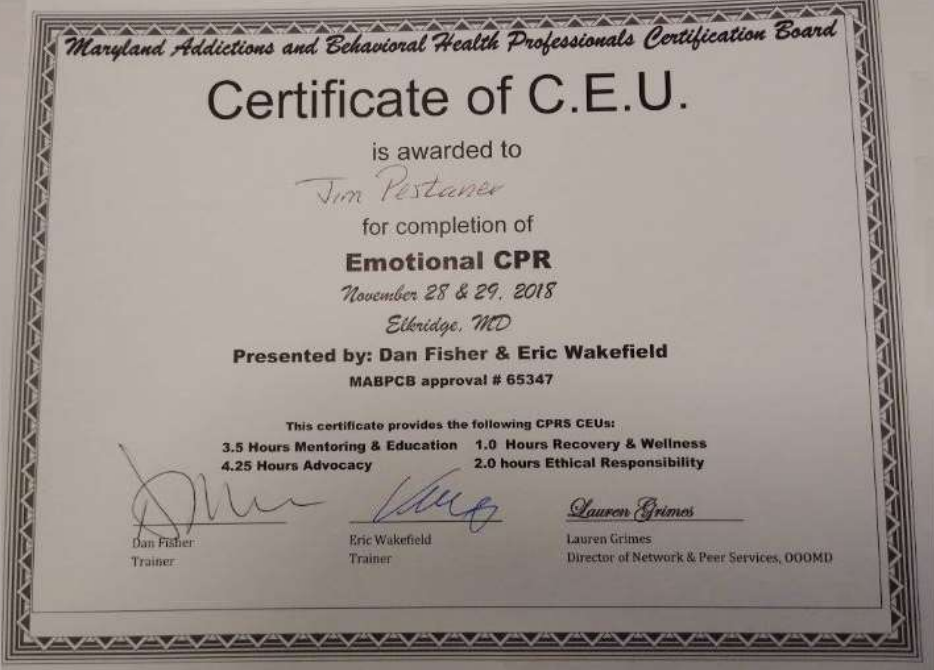 Maryland Addictions and Behavioral Health Professionals Certification Board
Certificate of C.E.U.
is awarded to
Jim Pestaner
for completion of
Emotional CPR
November 28 & 29, 2018
Elkridge, MD
Presented by: Dan Fisher & Eric Wakefield
MABPCB approval # 65347
This certificate provides the following CPRS CEUs:
3.5 Hours Mentoring & Education 1.0 Hours Recovery & Wellness
4.25 Hours Advocacy 2.0 hours Ethical Responsibility
Lauren Grimes
Dan Fisher Eric Wakefield Lauren Grimes
Trainer Trainer Director of Network & Peer Services, OOOMD